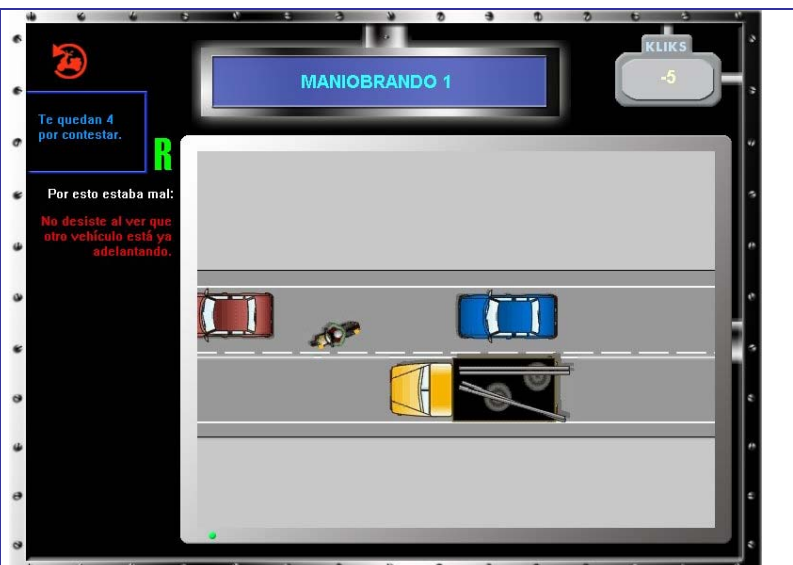 KLIKS
-5
MANIOBRANDO 1
Te quedan 4
por contestar.
R
Por esto estaba mal:
No desiste al ver que
otro vehículo está ya
adelantando.